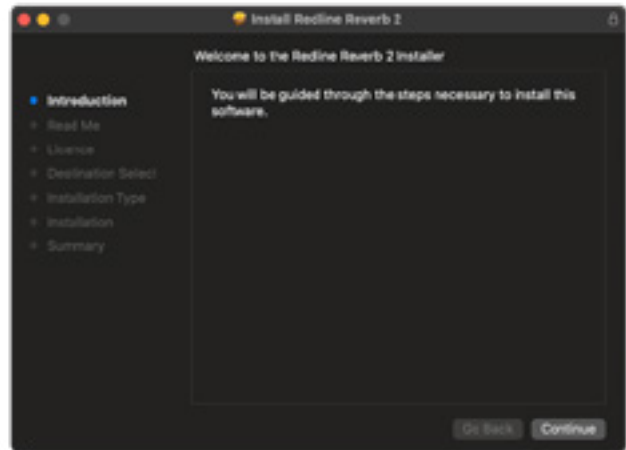 Install Redline Reverb 2
Welcome to the Redline Reverb 2 Installer
You will be guided through the steps necessary to install this
software.
Introduction
Read Me
Licence
Destination Select
Installation Type
Installation
Summary
Go Back
Continue